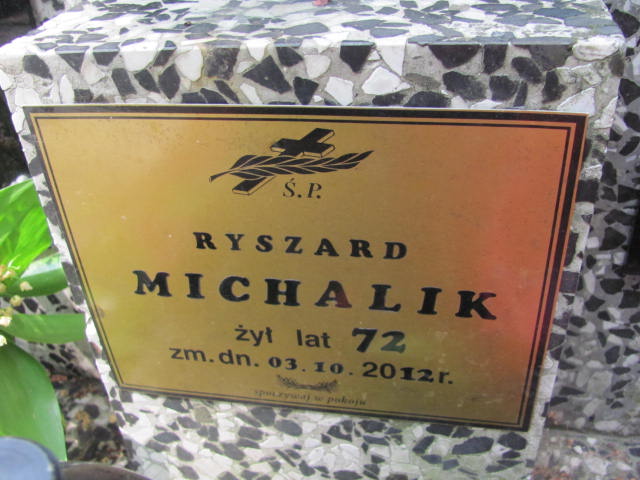 Ś.P.
RYSZARD
MICHALIK
żył lat 72
zm. dn. 03.10.2012r.
spoczywaj w pokoju